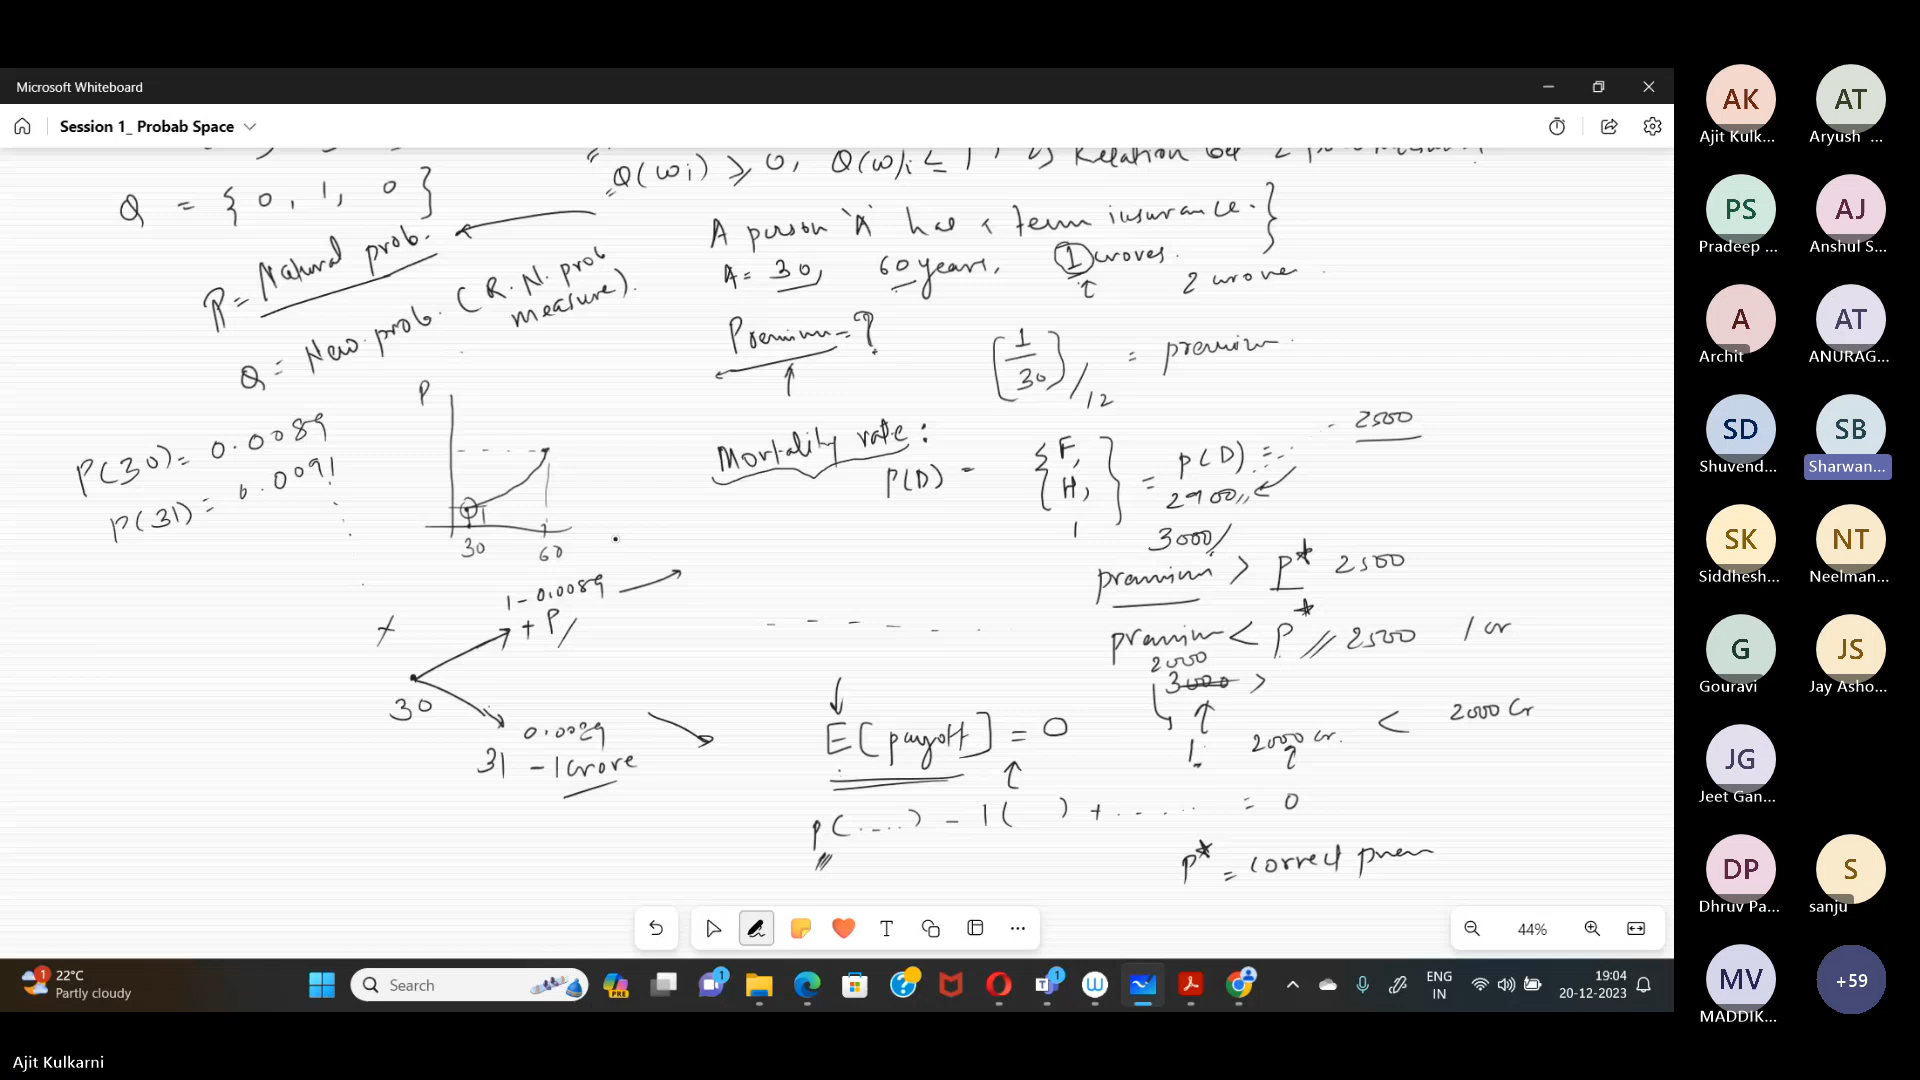 Microsoft Whiteboard
Session 1_ Probab Space
Q(ωi) ≥ 0, Q(ω)i ≤ 1, 2) Relation bet 2
Q = { 0, 1, 0 }
P = Natural prob.
Q = New prob. (R.N. prob
measure).
A person 'A' has a term insurance.
A = 30, 60 years, 1 crores.
2 crore
Premium = ?
[1/30]/12 = premium
P
30 60
P(30) = 0.0089
P(31) = 0.0091
Mortality rate:
P(D) = { F, H, } = P(D) = ... 2500
2900
3000/
premium > P* 2500
premium < P* // 2500 1 cr
2000
3000 >
1. 2000 cr. < 2000 Cr
1 - 0.0089
+ P/
30
0.0089
31 - 1 crore
E[payoff] = 0
P(.....) - 1( ) + ..... = 0
P* = correct prem
44%
22°C
Partly cloudy
Search
PRE
ENG
IN
19:04
20-12-2023
Ajit Kulkarni
AK
Ajit Kulk...
AT
Aryush ...
PS
Pradeep ...
AJ
Anshul S...
A
Archit
AT
ANURAG...
SD
Shuvend...
SB
Sharwan...
SK
Siddhesh...
NT
Neelman...
G
Gouravi
JS
Jay Asho...
JG
Jeet Gan...
DP
Dhruv Pa...
S
sanju
MV
MADDIK...
+59